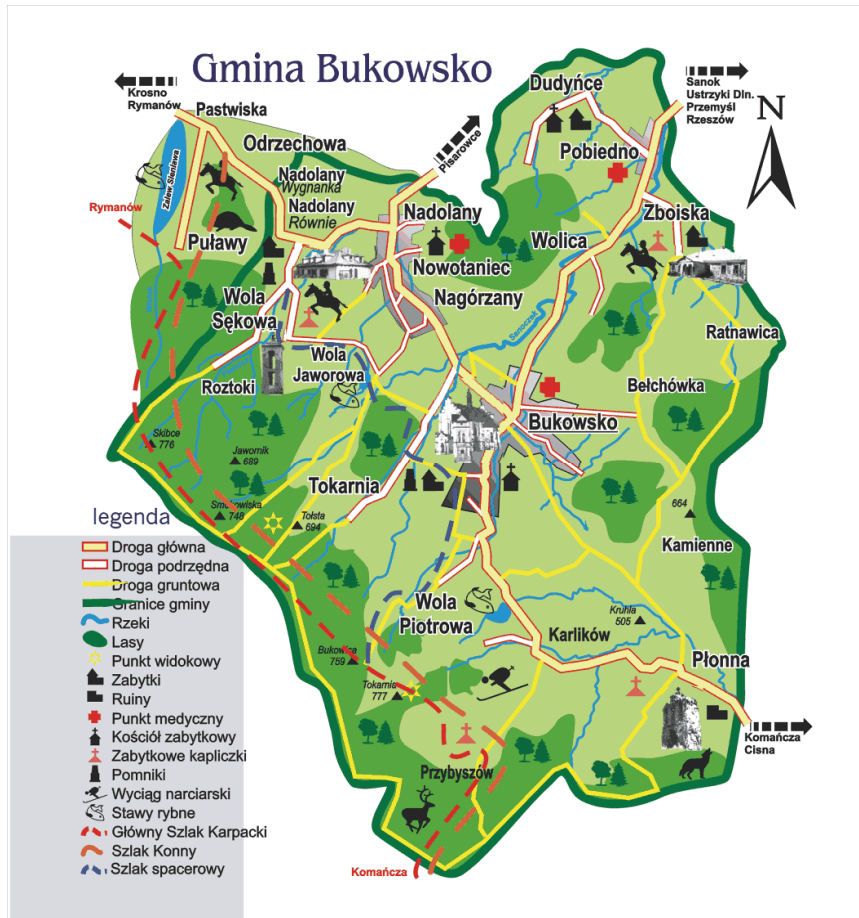 Gmina Bukowsko
Krosno
Rymanów
Sanok
Ustrzyki Dln.
Przemyśl
Rzeszów
N
Pastwiska
Dudyńce
Pisarowce
Odrzechowa
Pobiedno
Zalew Sieniawa
Nadolany
Wygnanka
Nadolany
Równie
Rymanów
Nadolany
Zboiska
Wolica
Puławy
Nowotaniec
Nagórzany
Wola
Sękowa
Sanoczek
Ratnawica
Wola
Jaworowa
Roztoki
Bełchówka
Bukowsko
Skibce
776
Jawornik
689
Tokarnia
664
Smokowiska
748
Tołsta
694
Kamienne
legenda
Droga główna
Droga podrzędna
Droga gruntowa
Granice gminy
Rzeki
Lasy
Punkt widokowy
Zabytki
Ruiny
Punkt medyczny
Kościół zabytkowy
Zabytkowe kapliczki
Pomniki
Wyciąg narciarski
Stawy rybne
Główny Szlak Karpacki
Szlak Konny
Szlak spacerowy
Wola
Piotrowa
Kruhla
505
Karlików
Bukowica
759
Płonna
Tokarnia
777
Komańcza
Cisna
Przybyszów
Komańcza